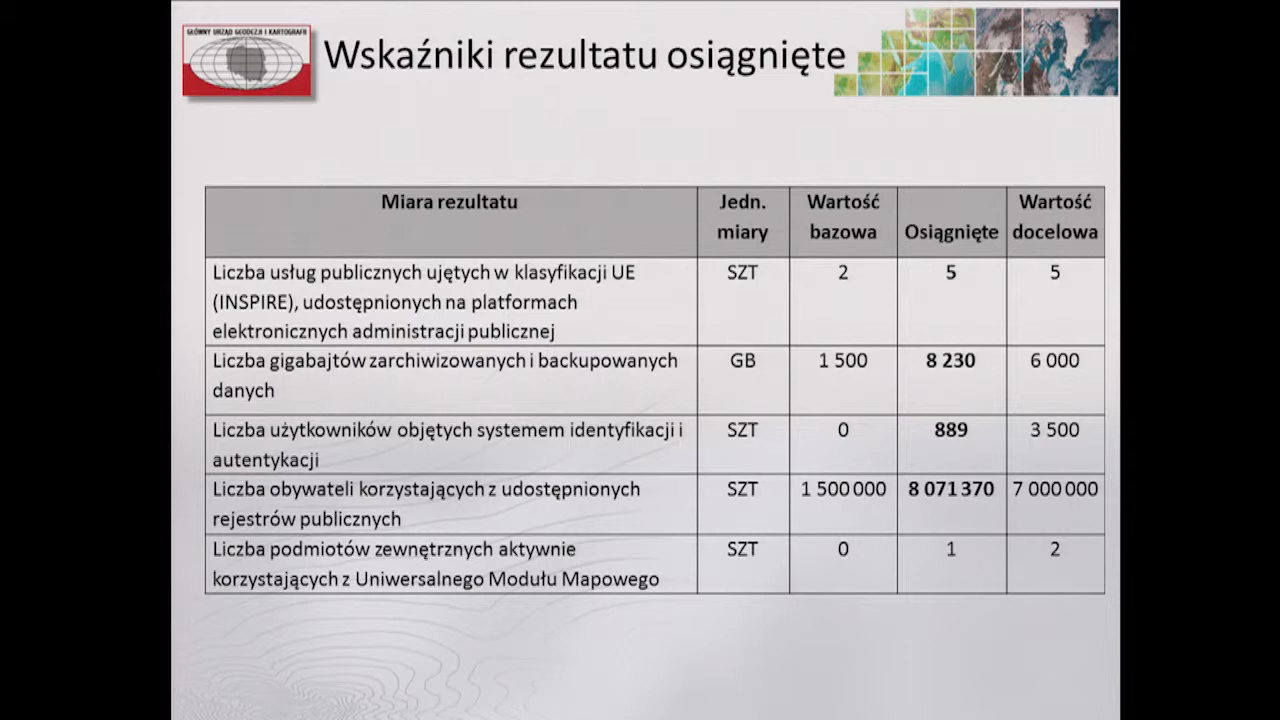 GŁÓWNY URZĄD GEODEZJI I KARTOGRAFII
Wskaźniki rezultatu osiągnięte
Miara rezultatu
Jedn.
miary
Wartość
bazowa
Osiągnięte
Wartość
docelowa
Liczba usług publicznych ujętych w klasyfikacji UE
(INSPIRE), udostępnionych na platformach
elektronicznych administracji publicznej
SZT
2
5
5
Liczba gigabajtów zarchiwizowanych i backupowanych
danych
GB
1 500
8 230
6 000
Liczba użytkowników objętych systemem identyfikacji i
autentykacji
SZT
0
889
3 500
Liczba obywateli korzystających z udostępnionych
rejestrów publicznych
SZT
1 500 000
8 071 370
7 000 000
Liczba podmiotów zewnętrznych aktywnie
korzystających z Uniwersalnego Modułu Mapowego
SZT
0
1
2